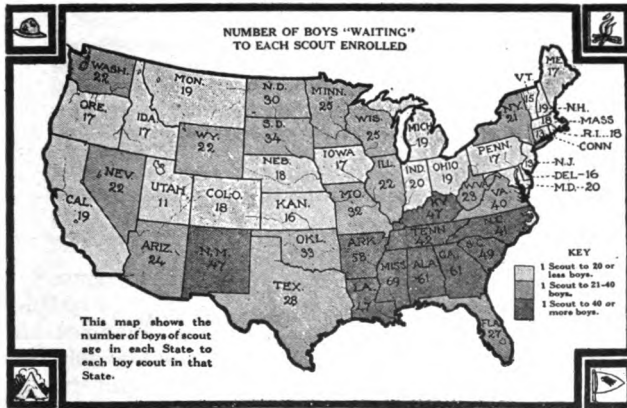 NUMBER OF BOYS "WAITING"
TO EACH SCOUT ENROLLED
WASH.
22
ORE.
17
CAL.
19
NEV.
22
IDA.
17
MON.
19
WY.
22
UTAH
11
COLO.
18
ARIZ.
24
N.M.
47
N.D.
30
S.D.
34
NEB.
18
KAN.
16
OKL.
33
TEX.
28
MINN.
25
IOWA
17
MO.
32
ARK.
58
LA.
WIS.
25
ILL.
22
MICH.
19
IND.
20
OHIO.
19
KY.
47
TENN.
42
MISS
69
ALA.
61
GA.
61
FLA.
27
S.C.
49
41
VA.
40
23
PENN.
17
N.Y.
21
V.T.
15
ME.
17
19
N.H.
18
MASS
R.I...18
13
CONN
N.J.
DEL-16
M.D.-20
KEY
1 Scout to 20 or
less boys.
1 Scout to 21-40
boys.
1 Scout to 40 or
more boys.
This map shows the
number of boys of scout
age in each State to
each boy scout in that
State.